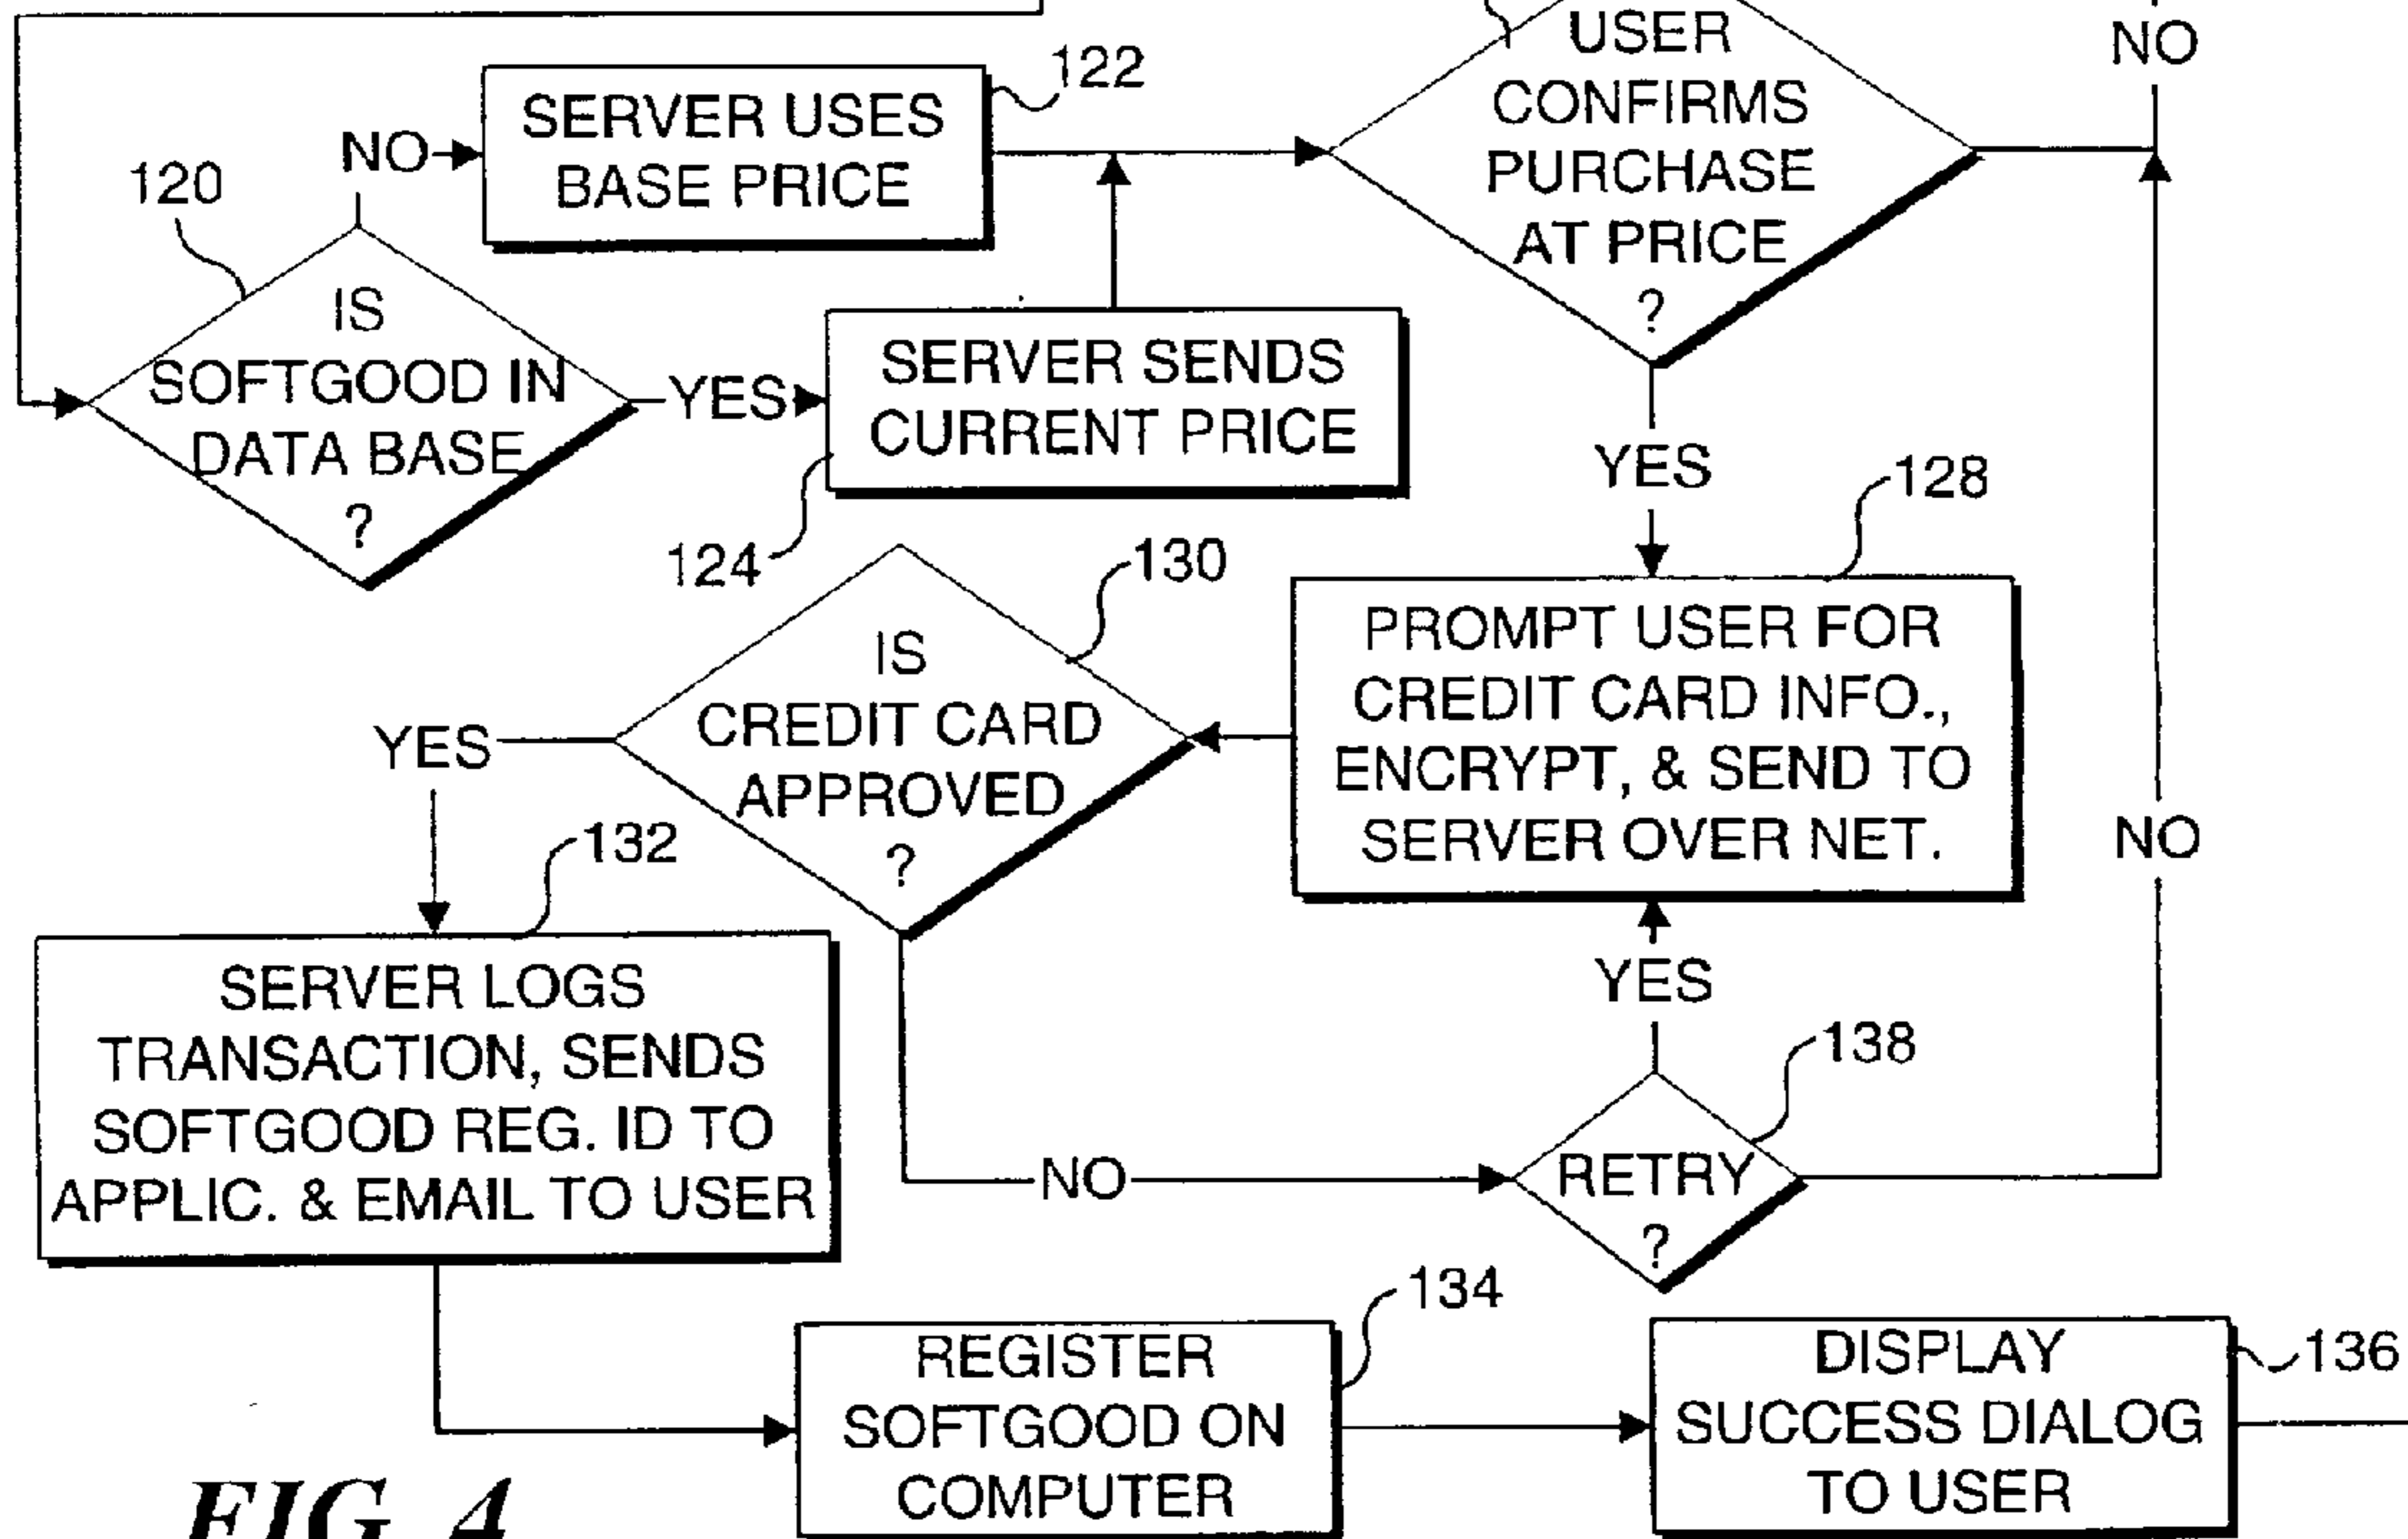 USER
CONFIRMS
PURCHASE
AT PRICE
?
NO
122
SERVER USES
BASE PRICE
NO
120
IS
SOFTGOOD IN
DATA BASE
?
YES
SERVER SENDS
CURRENT PRICE
124
YES
128
PROMPT USER FOR
CREDIT CARD INFO.,
ENCRYPT, & SEND TO
SERVER OVER NET.
130
IS
CREDIT CARD
APPROVED
?
YES
NO
132
SERVER LOGS
TRANSACTION, SENDS
SOFTGOOD REG. ID TO
APPLIC. & EMAIL TO USER
YES
138
NO
RETRY
?
134
REGISTER
SOFTGOOD ON
COMPUTER
DISPLAY
SUCCESS DIALOG
TO USER
136
FIG. 4